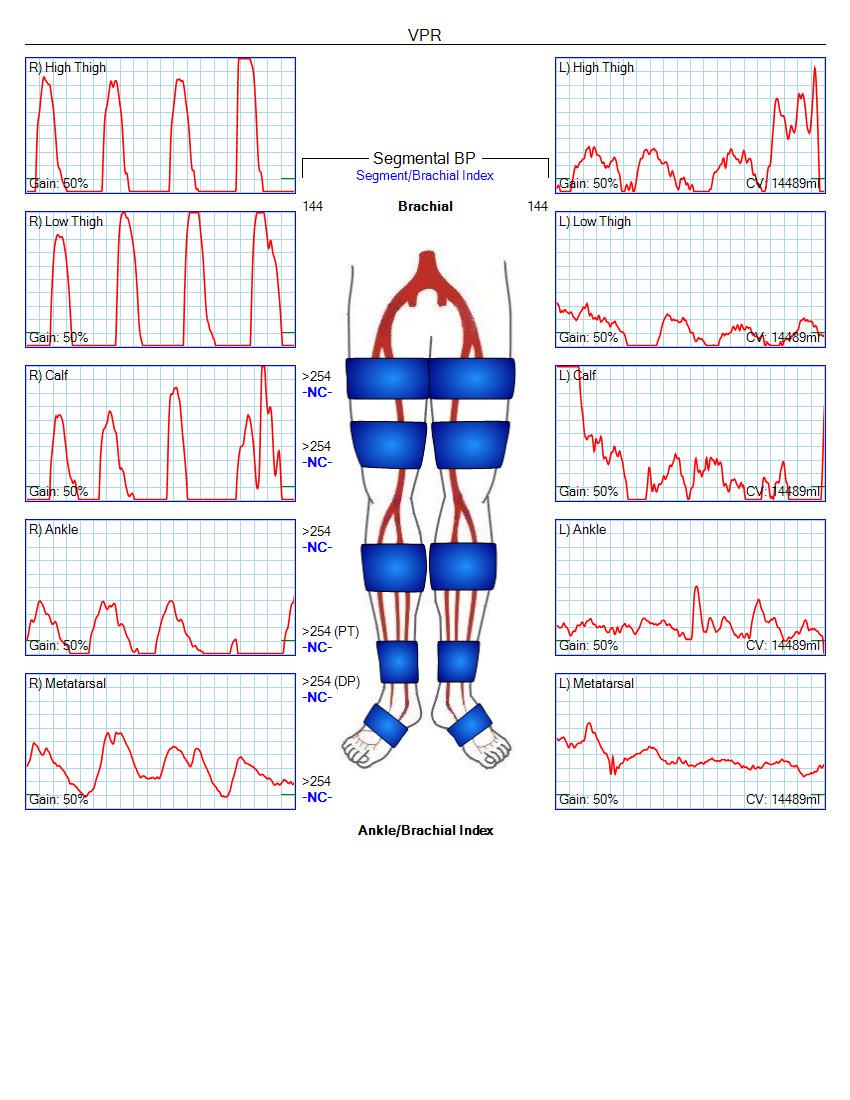 VPR
R) High Thigh
Gain: 50%
L) High Thigh
Gain: 50%
CV: 14489ml
Segmental BP
Segment/Brachial Index
144
Brachial
144
R) Low Thigh
Gain: 50%
L) Low Thigh
Gain: 50%
CV: 14489ml
R) Calf
Gain: 50%
>254
-NC-
>254
-NC-
L) Calf
Gain: 50%
CV: 14489ml
R) Ankle
Gain: 50%
>254
-NC-
>254 (PT)
-NC-
L) Ankle
Gain: 50%
CV: 14489ml
R) Metatarsal
Gain: 50%
>254 (DP)
-NC-
>254
-NC-
L) Metatarsal
Gain: 50%
CV: 14489ml
Ankle/Brachial Index